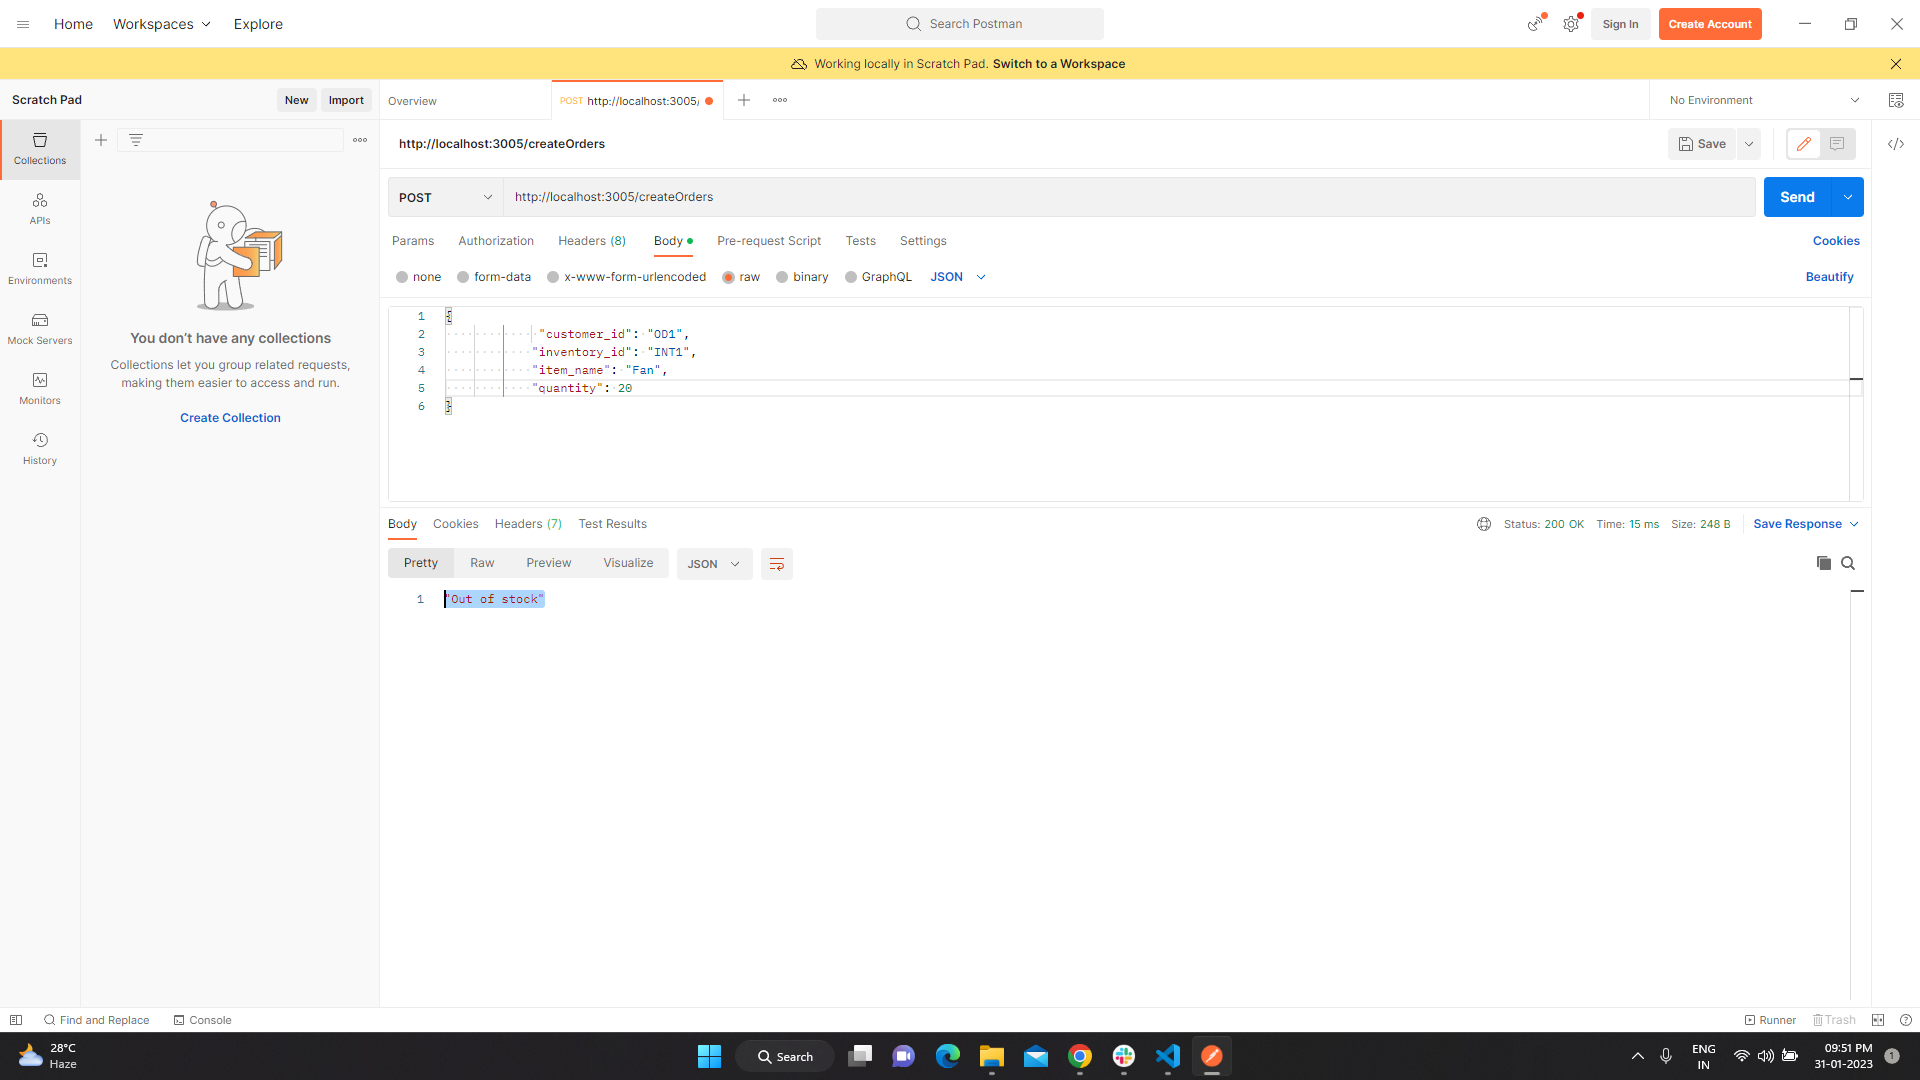 Home Workspaces Explore
Search Postman
Sign In Create Account
Working locally in Scratch Pad. Switch to a Workspace
Scratch Pad New Import
Overview POST http://localhost:3005/ No Environment
Collections
APIs
Environments
Mock Servers
Monitors
History
You don’t have any collections
Collections let you group related requests,
making them easier to access and run.
Create Collection
http://localhost:3005/createOrders Save
POST http://localhost:3005/createOrders Send
Params Authorization Headers (8) Body Pre-request Script Tests Settings Cookies
none form-data x-www-form-urlencoded raw binary GraphQL JSON Beautify
1 {
2 "customer_id": "OD1",
3 "inventory_id": "INT1",
4 "item_name": "Fan",
5 "quantity": 20
6 }
Body Cookies Headers (7) Test Results Status: 200 OK Time: 15 ms Size: 248 B Save Response
Pretty Raw Preview Visualize JSON
1 "Out of stock"
Find and Replace Console Runner Trash
28°C
Haze
Search
ENG
IN
09:51 PM
31-01-2023
1